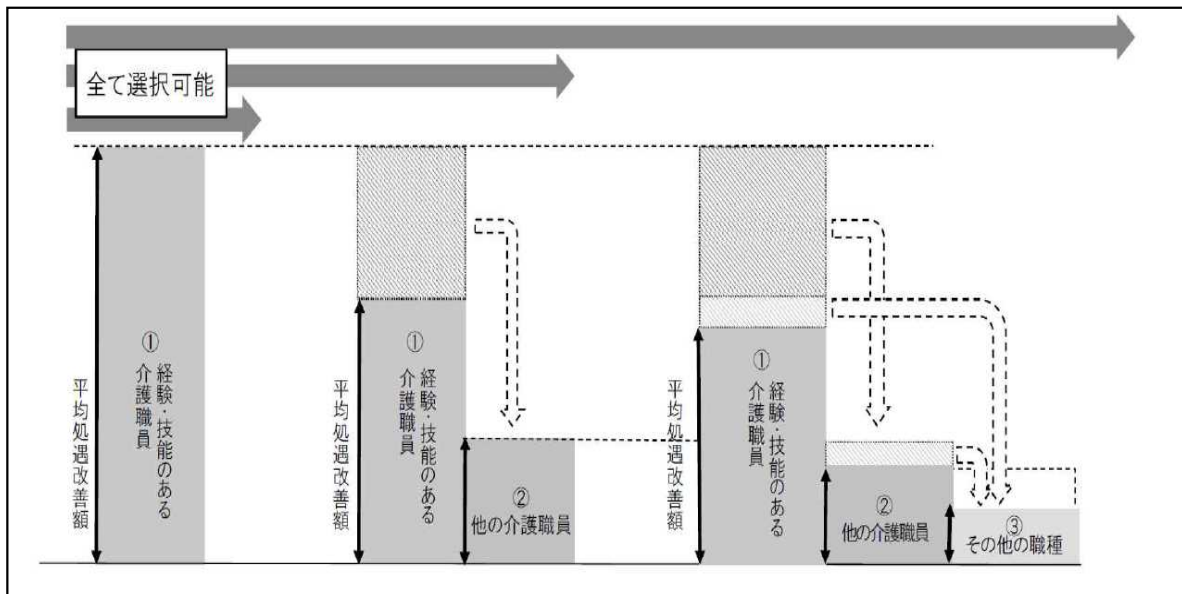 全て選択可能
平均処遇改善額
①
経験・技能のある
介護職員
平均処遇改善額
①
経験・技能のある
介護職員
②
他の介護職員
平均処遇改善額
①
経験・技能のある
介護職員
②
他の介護職員
③
その他の職種